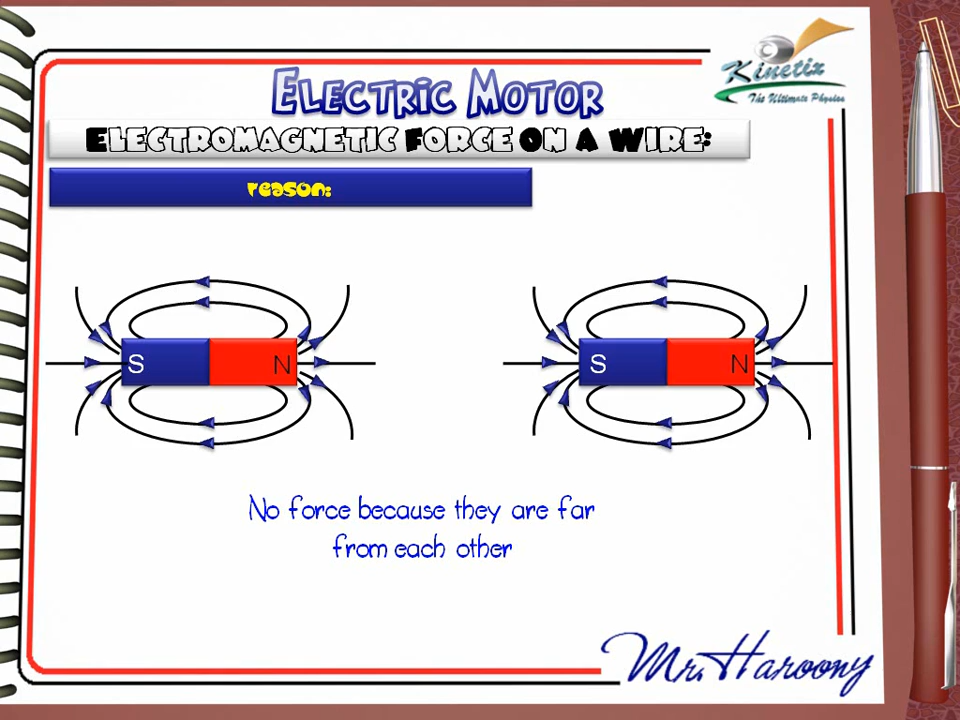 Kinetix
The Ultimate Physics
Electric Motor
Electromagnetic Force On A Wire:
reason:
S N
S N
No force because they are far
from each other
Mr. Haroony